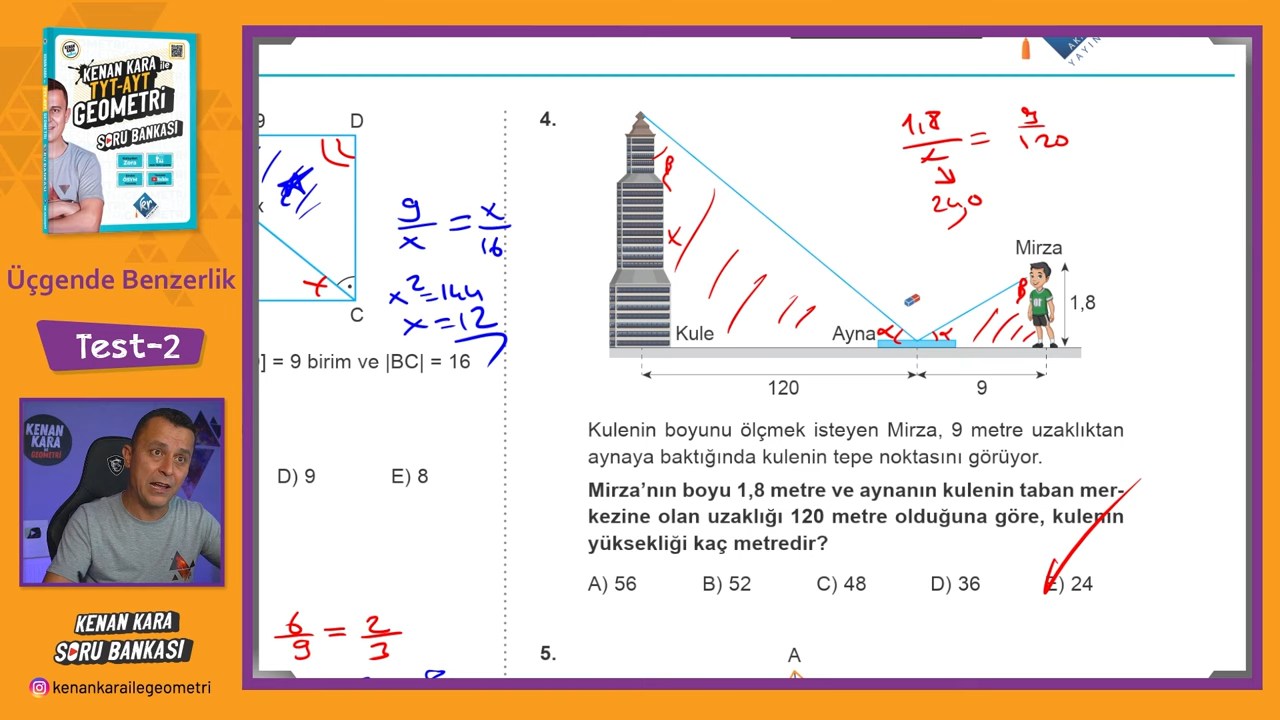 KENAN KARA ile
TYT-AYT
GEOMETRİ
SORU BANKASI
Üçgende Benzerlik
Test-2
KENAN
KARA
GEOMETRİ
KENAN KARA
SORU BANKASI
kenankarailegeometri
9
D
x
C
9/x = x/16
x²=144
x=12
] = 9 birim ve |BC| = 16
D) 9
E) 8
6/9 = 2/3
YAYIN
4.
1,8/x = 9/120
24,0
Mirza
β
x
β
1,8
Kule
Ayna
α
α
120
9
Kulenin boyunu ölçmek isteyen Mirza, 9 metre uzaklıktan
aynaya baktığında kulenin tepe noktasını görüyor.
Mirza’nın boyu 1,8 metre ve aynanın kulenin taban mer-
kezine olan uzaklığı 120 metre olduğuna göre, kulenin
yüksekliği kaç metredir?
A) 56
B) 52
C) 48
D) 36
E) 24
5.
A